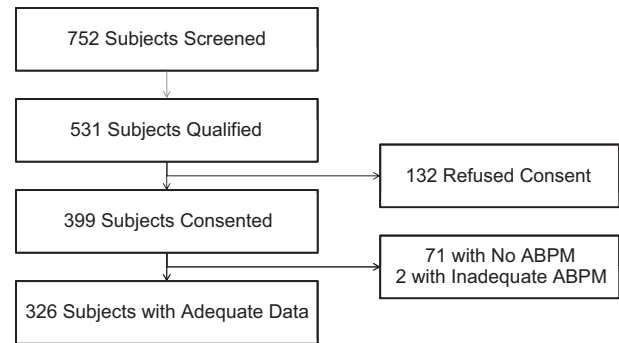 752 Subjects Screened
531 Subjects Qualified
132 Refused Consent
399 Subjects Consented
71 with No ABPM
2 with Inadequate ABPM
326 Subjects with Adequate Data